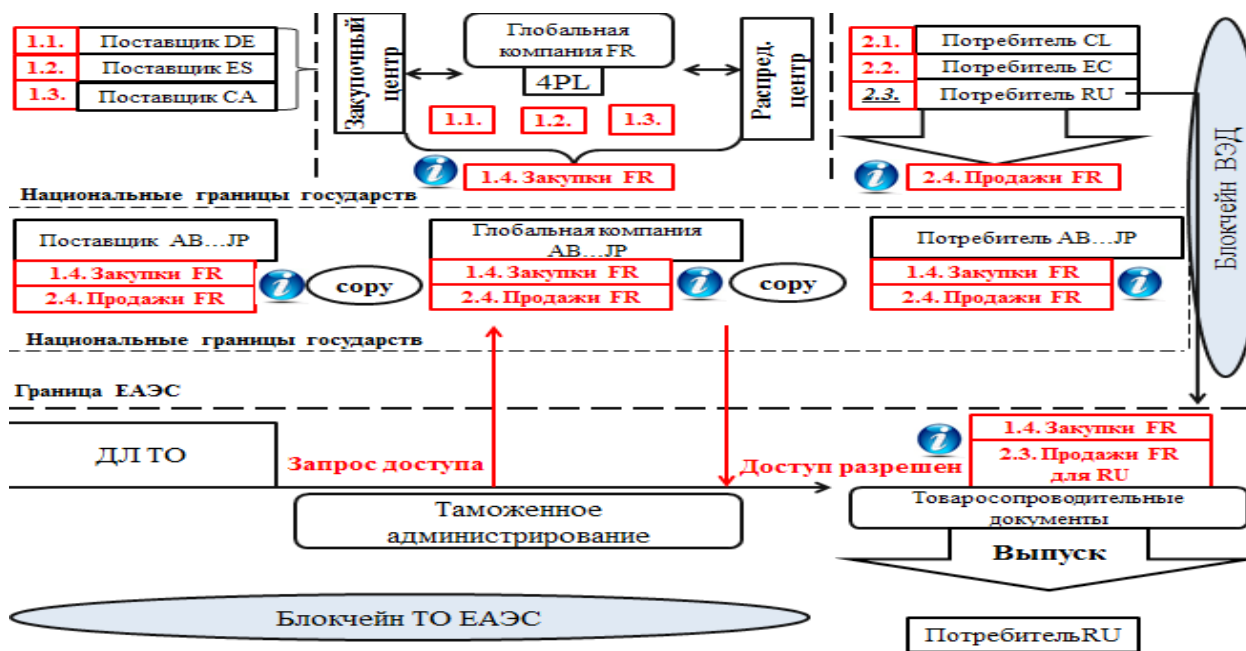 1.1. Поставщик DE
1.2. Поставщик ES
1.3. Поставщик CA
Закупочный
центр
Глобальная
компания FR
4PL
1.1. 1.2. 1.3.
Распред.
центр
2.1. Потребитель CL
2.2. Потребитель EC
2.3. Потребитель RU
Блокчейн ВЭД
1.4. Закупки FR
2.4. Продажи FR
Национальные границы государств
Поставщик AB...JP
1.4. Закупки FR
2.4. Продажи FR
copy
Глобальная компания
AB...JP
1.4. Закупки FR
2.4. Продажи FR
copy
Потребитель AB...JP
1.4. Закупки FR
2.4. Продажи FR
Национальные границы государств
Граница ЕАЭС
ДЛ ТО
Запрос доступа
Доступ разрешен
1.4. Закупки FR
2.3. Продажи FR
для RU
Таможенное
администрирование
Товаросопроводительные
документы
Выпуск
Блокчейн ТО ЕАЭС
Потребитель RU